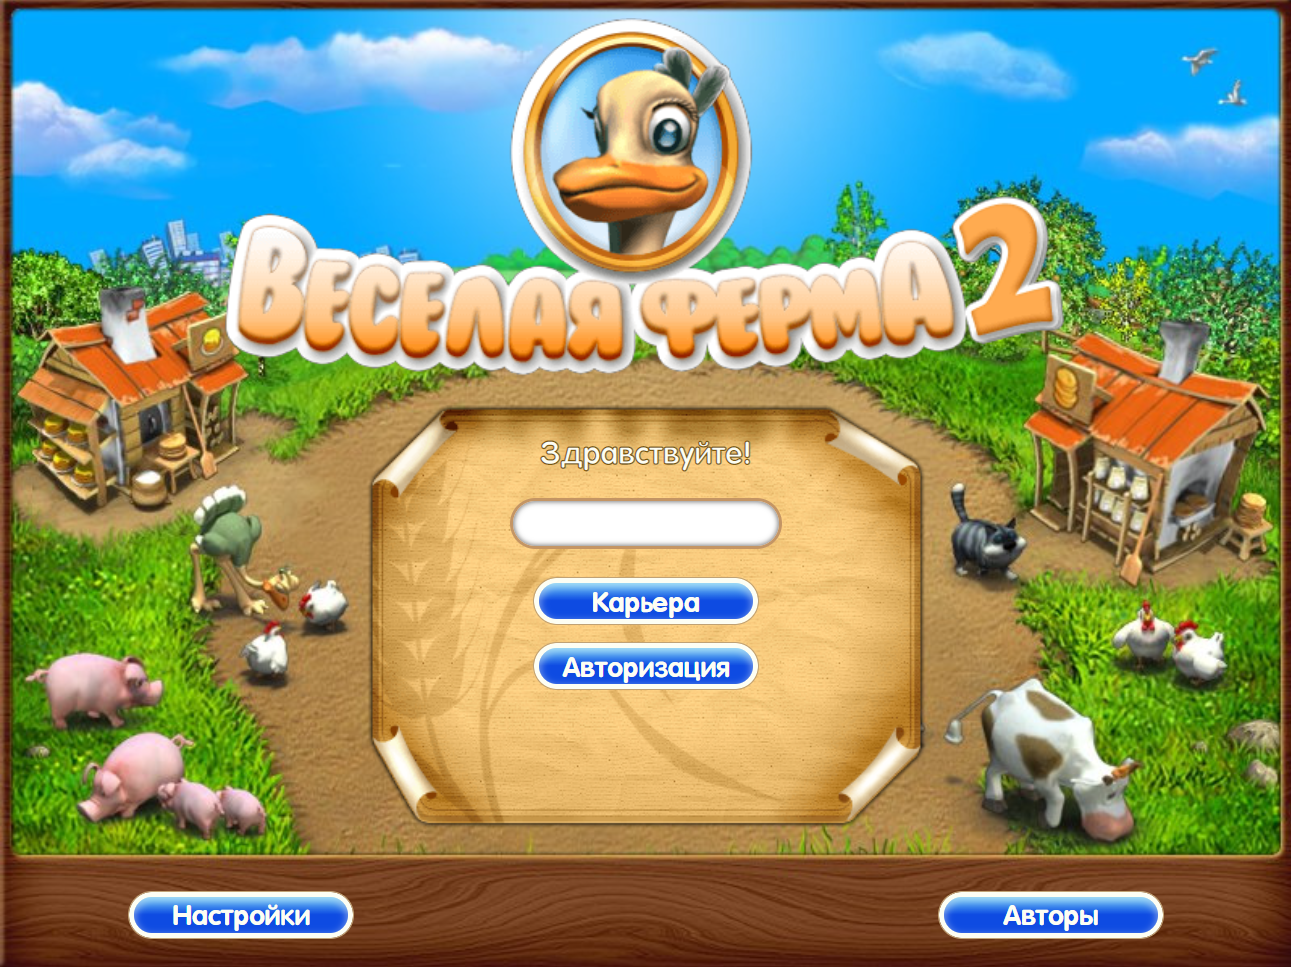 ВЕСЕЛАЯ ФЕРМА 2
Здравствуйте!
Карьера
Авторизация
Настройки
Авторы